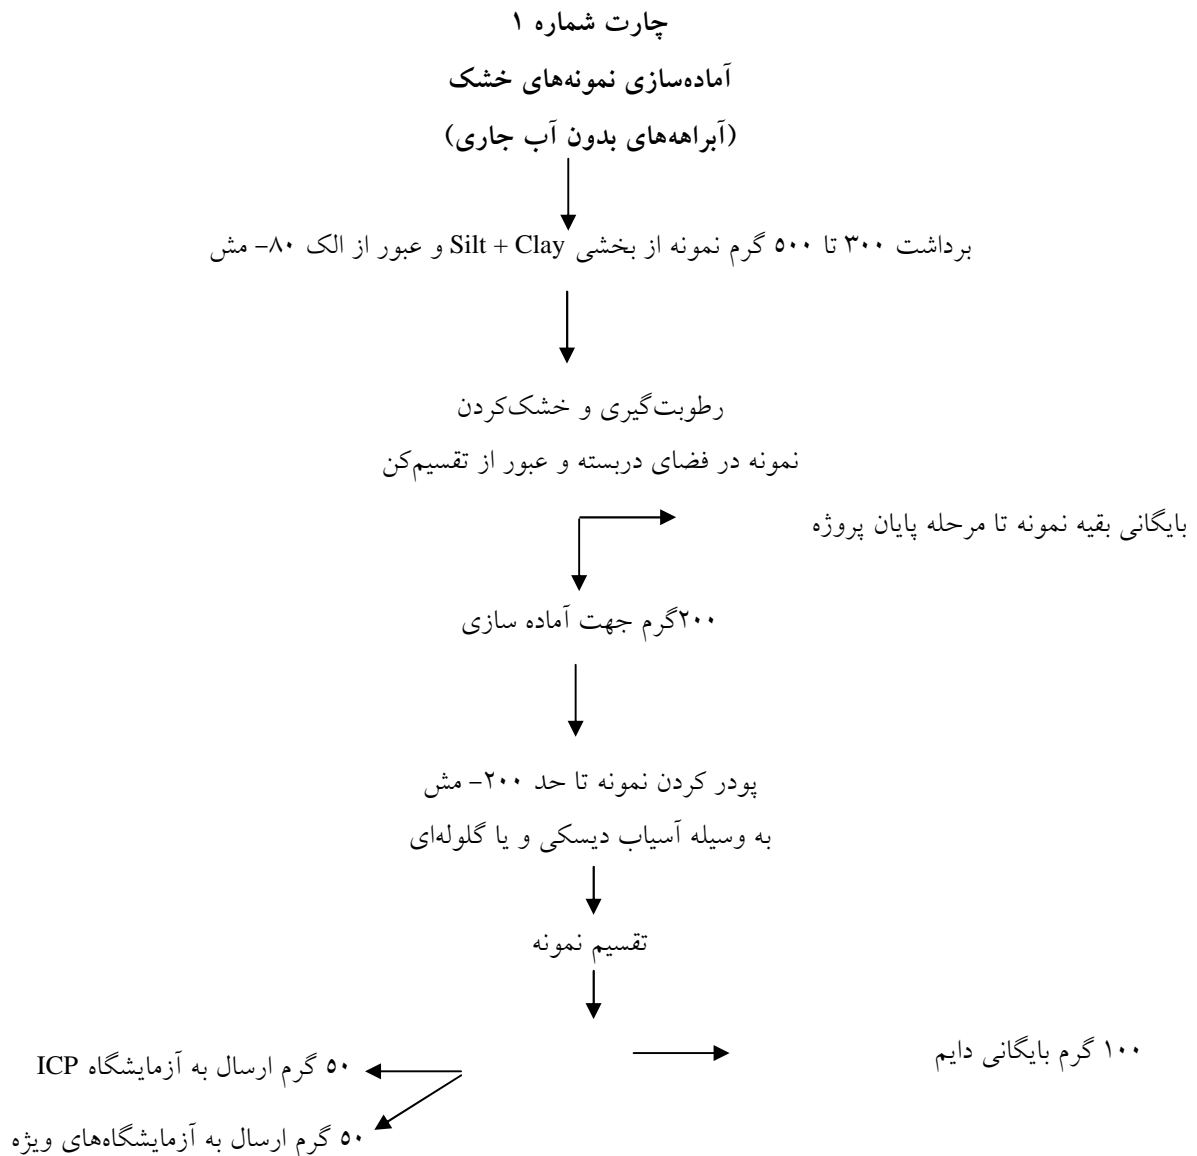 چارت شماره ۱
آماده‌سازی نمونه‌های خشک
(آبراهه‌های بدون آب جاری)
برداشت ۳۰۰ تا ۵۰۰ گرم نمونه از بخشی Silt + Clay و عبور از الک ۸۰- مش
رطوبت‌گیری و خشک‌کردن
نمونه در فضای دربسته و عبور از تقسیم‌کن
بایگانی بقیه نمونه تا مرحله پایان پروژه
۲۰۰گرم جهت آماده سازی
پودر کردن نمونه تا حد ۲۰۰- مش
به وسیله آسیاب دیسکی و یا گلوله‌ای
تقسیم نمونه
۱۰۰ گرم بایگانی دایم
۵۰ گرم ارسال به آزمایشگاه ICP
۵۰ گرم ارسال به آزمایشگاه‌های ویژه